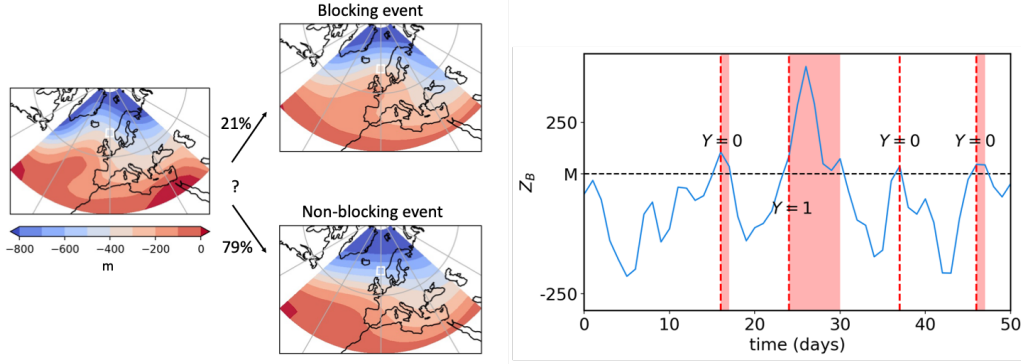 Blocking event
21%
?
79%
Non-blocking event
−800 −600 −400 −200 0
m
Z_B
250
M
-250
Y = 0
Y = 1
Y = 0
Y = 0
0 10 20 30 40 50
time (days)